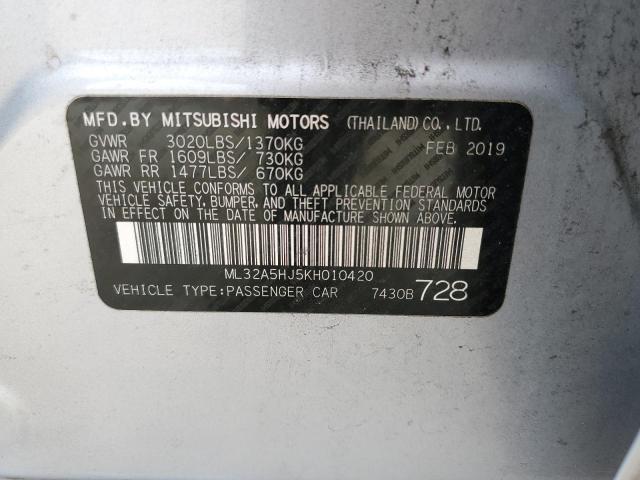 MFD.BY MITSUBISHI MOTORS (THAILAND) CO., LTD.
GVWR 3020LBS/1370KG FEB 2019
GAWR FR 1609LBS/ 730KG
GAWR RR 1477LBS/ 670KG
THIS VEHICLE CONFORMS TO ALL APPLICABLE FEDERAL MOTOR
VEHICLE SAFETY, BUMPER, AND THEFT PREVENTION STANDARDS
IN EFFECT ON THE DATE OF MANUFACTURE SHOWN ABOVE.
ML32A5HJ5KH010420
VEHICLE TYPE:PASSENGER CAR 7430B 728